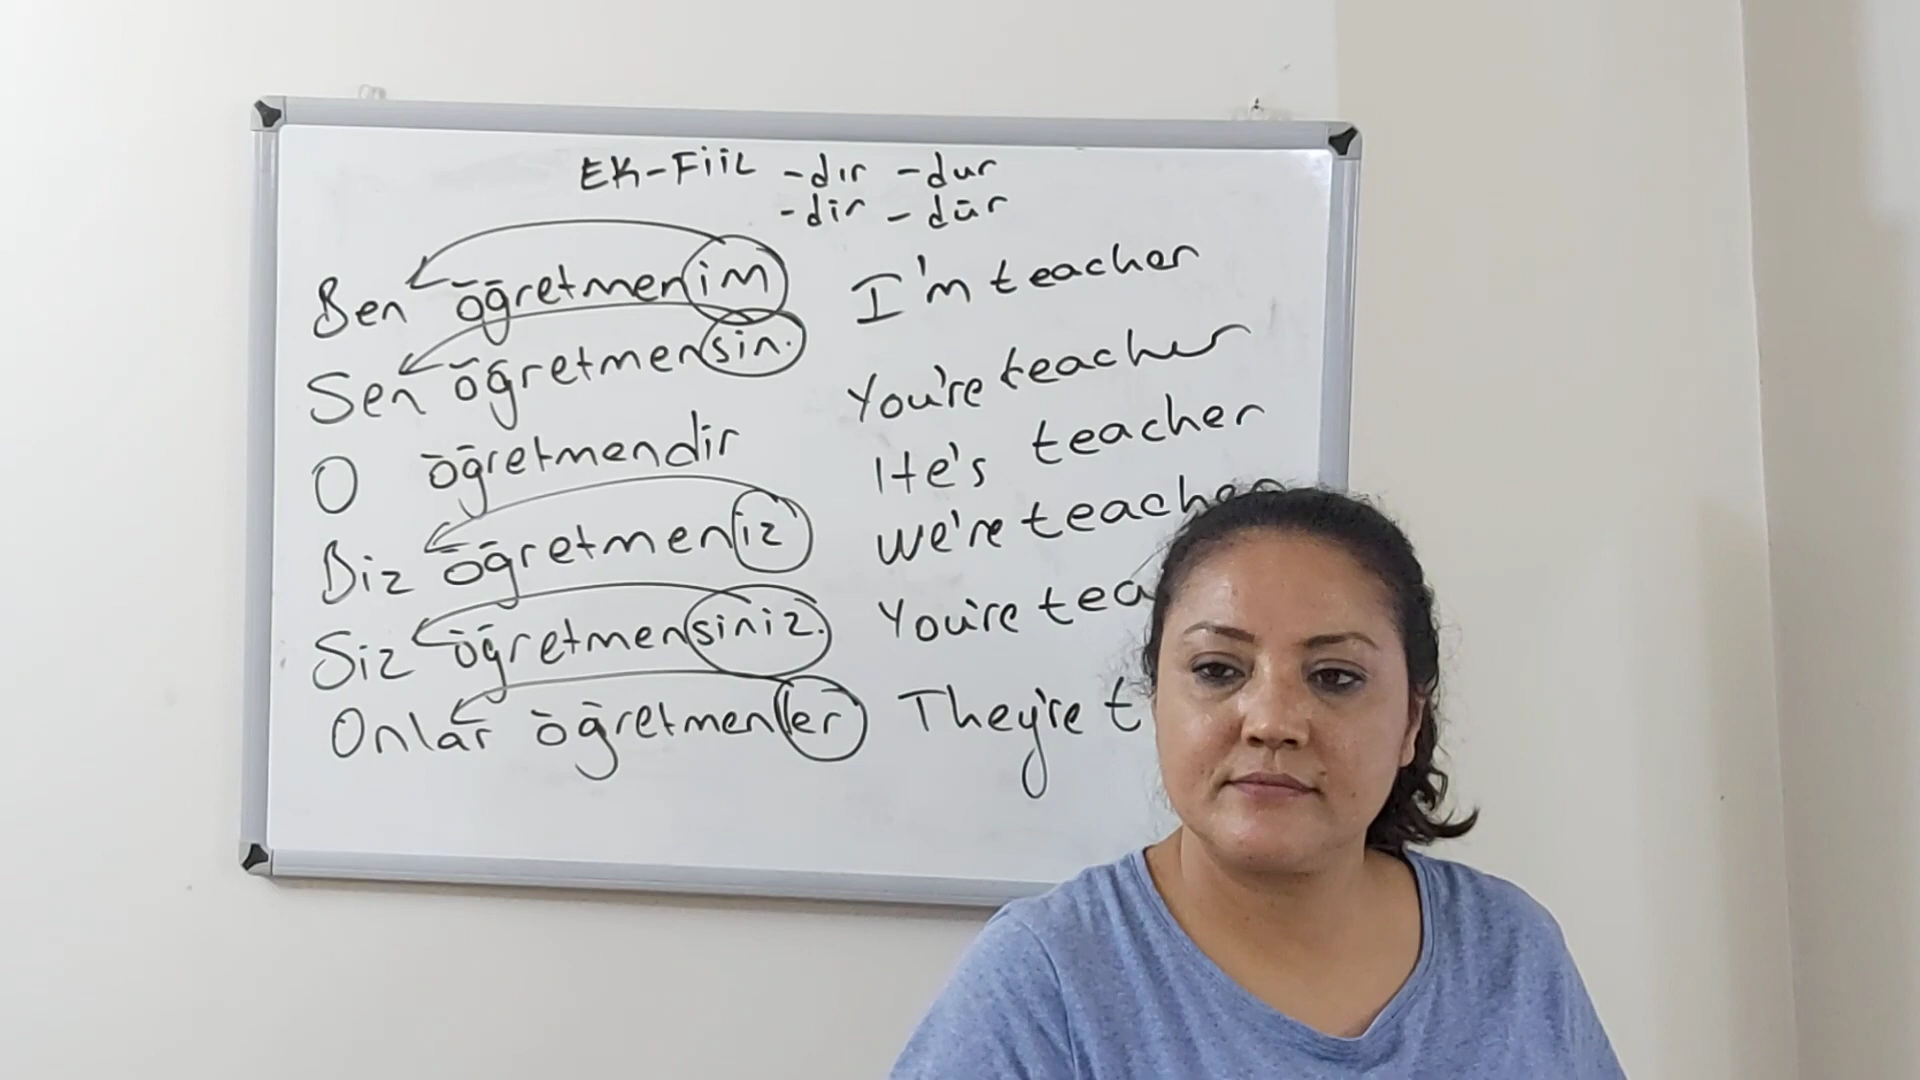 EK-FiiL -dır -dur
-dir -dür
Ben öğretmenim I'm teacher
Sen öğretmensin. You're teacher
O öğretmendir He's teacher
Biz öğretmeniz We're teacher
Siz öğretmensiniz. You're tea
Onlar öğretmenler They're t